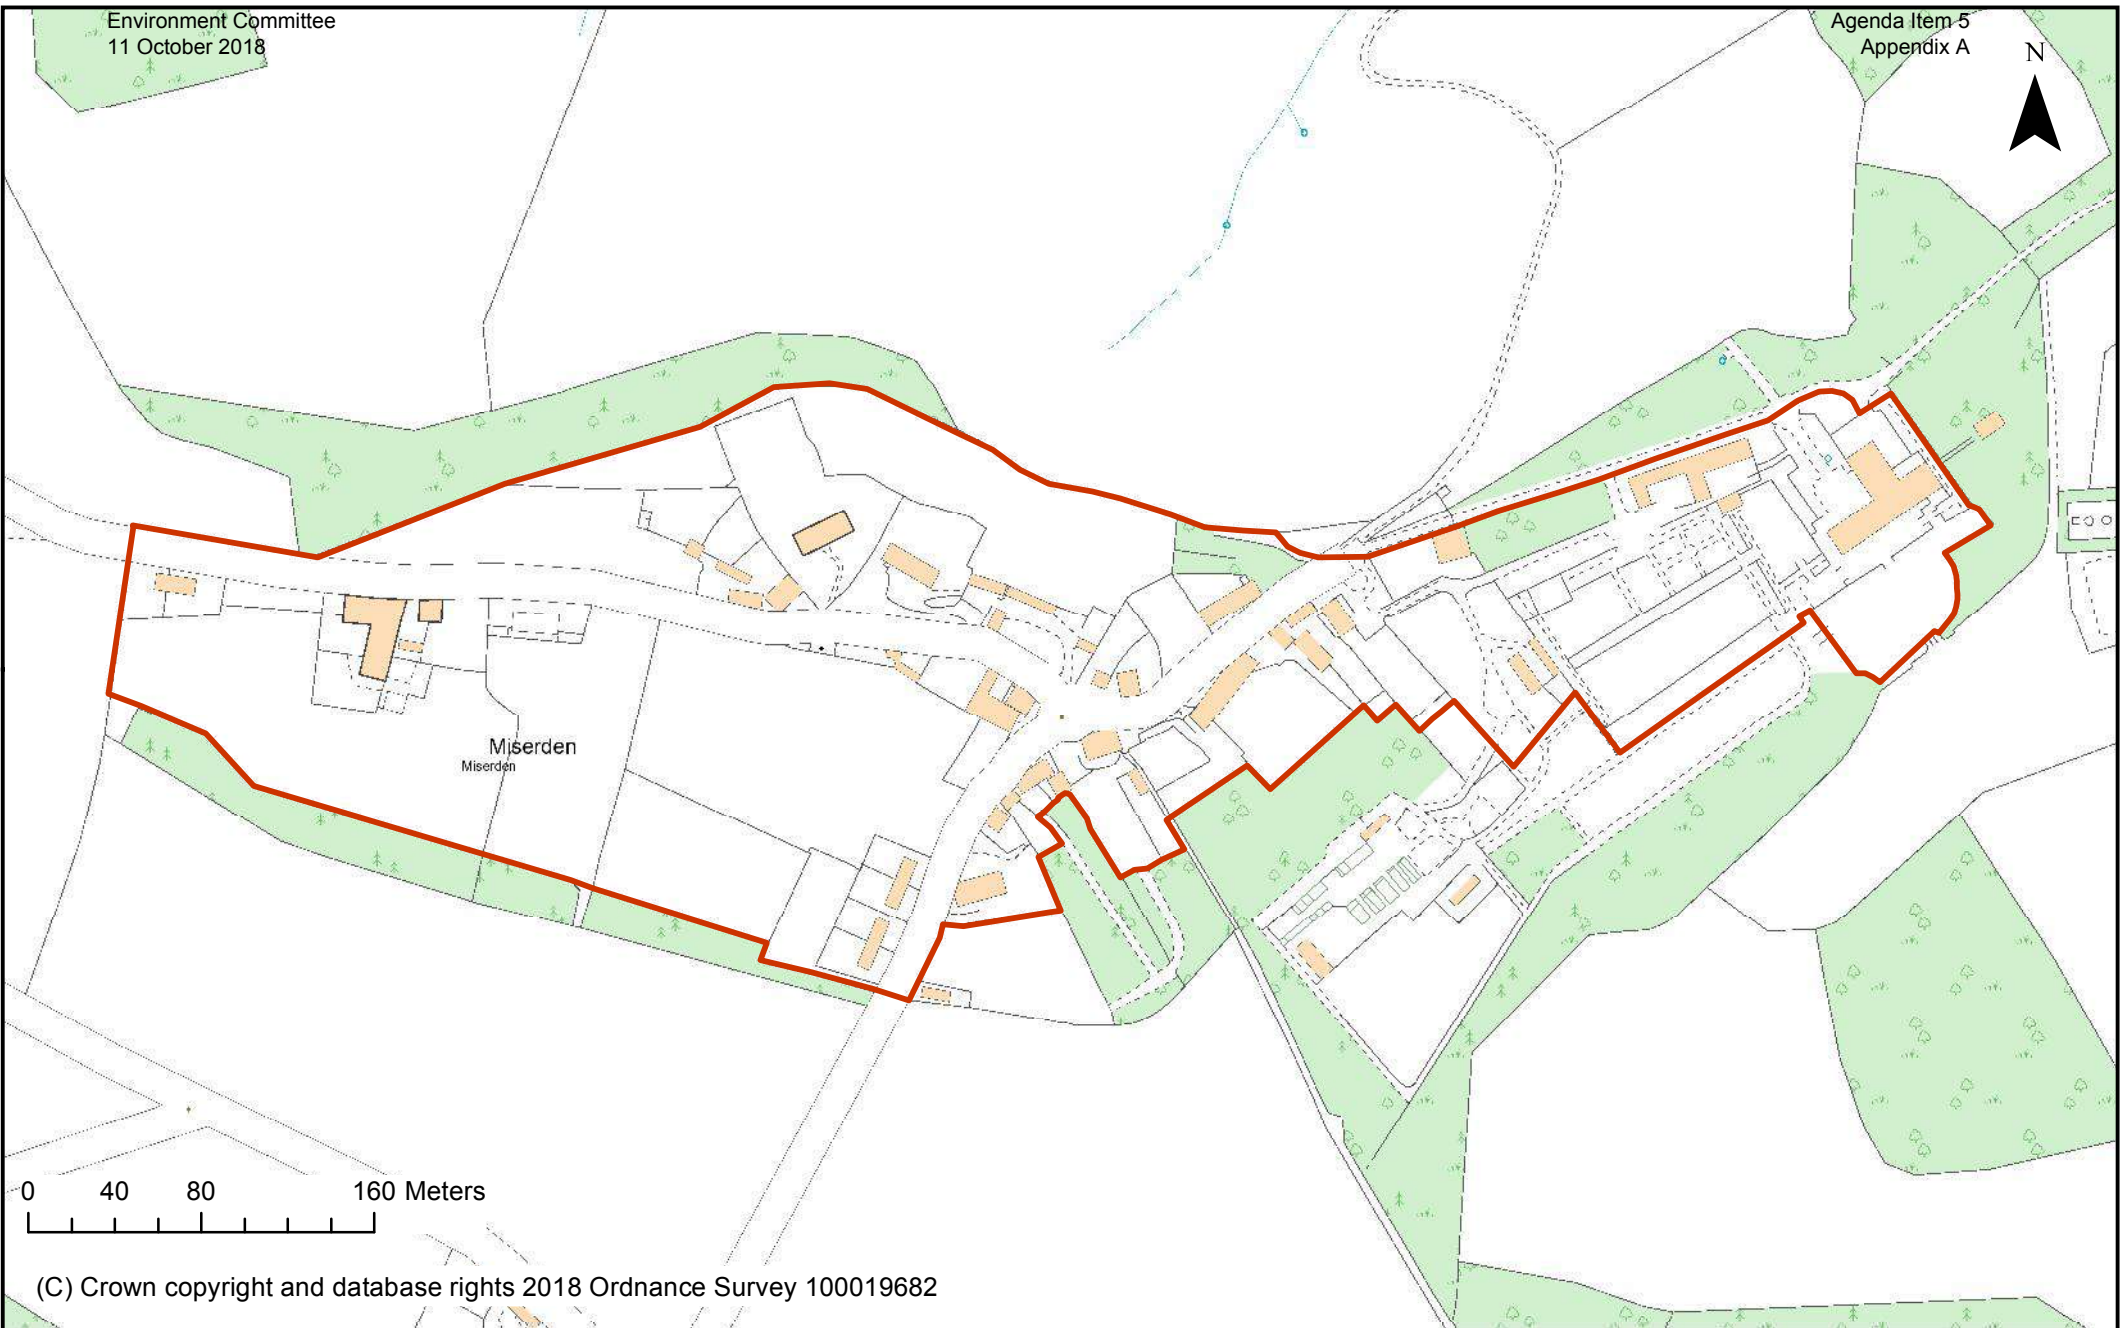 Environment Committee
11 October 2018
Agenda Item 5
Appendix A
N
Miserden
Miserden
0 40 80 160 Meters
(C) Crown copyright and database rights 2018 Ordnance Survey 100019682